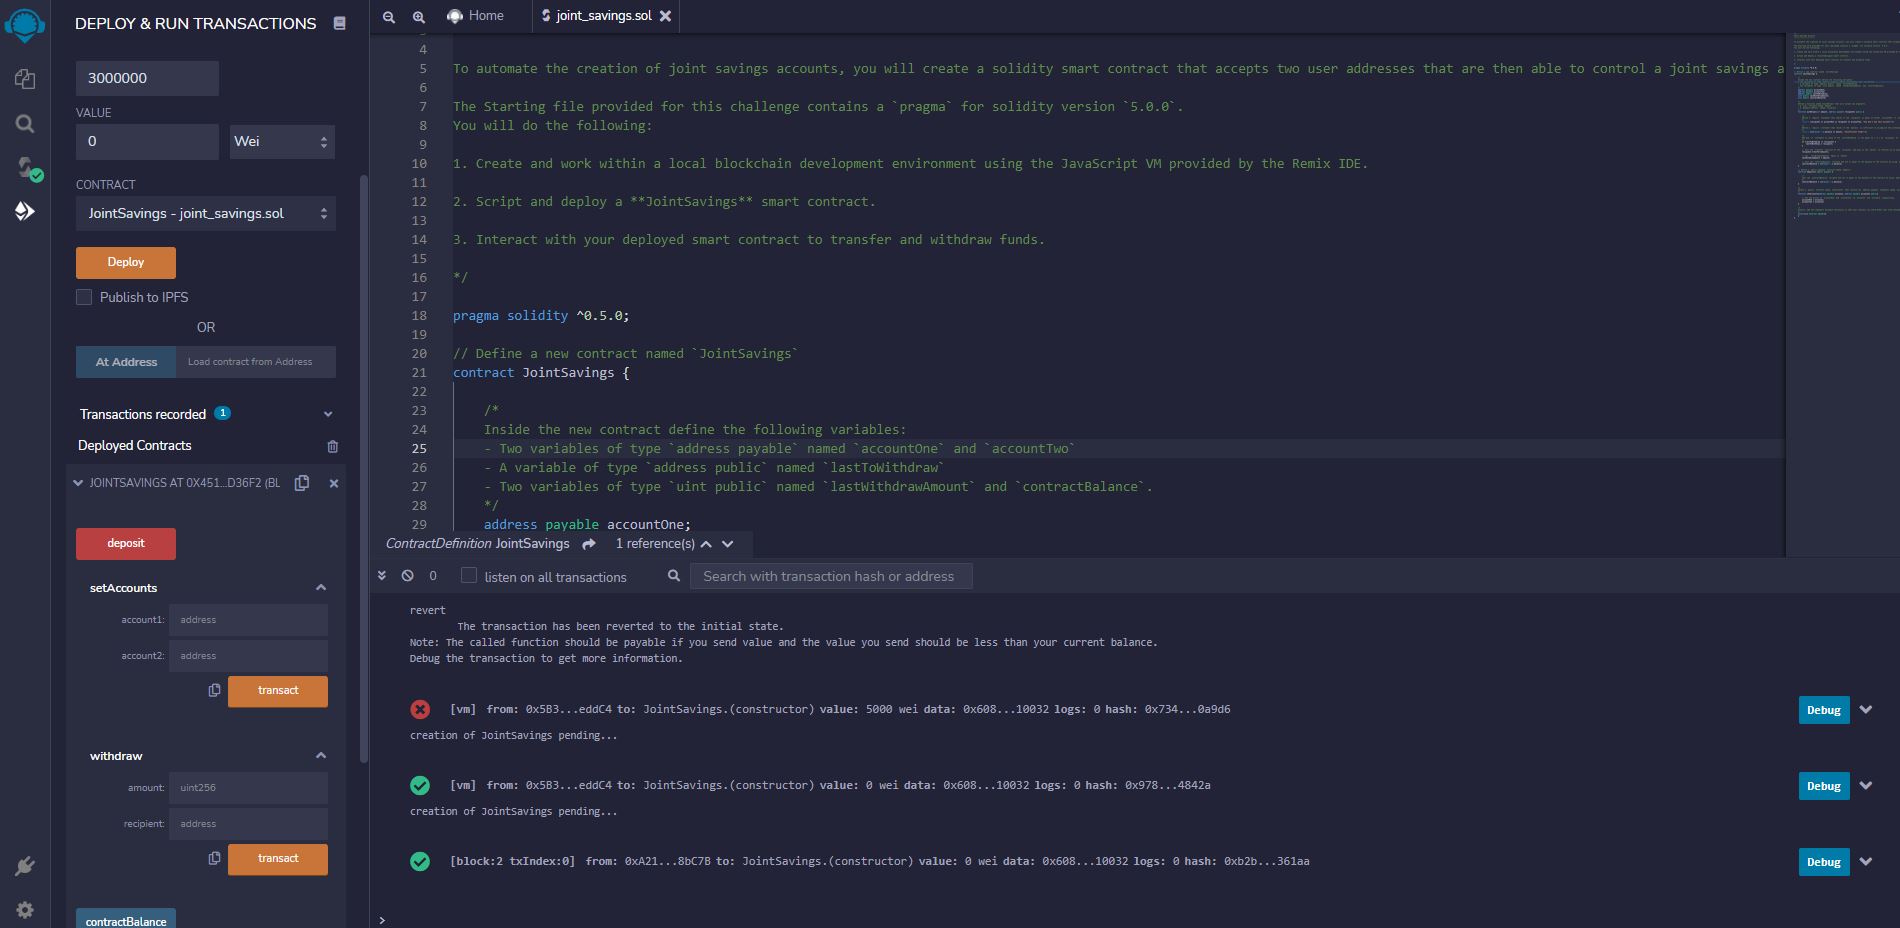 DEPLOY & RUN TRANSACTIONS
3000000
VALUE
0
Wei
CONTRACT
JointSavings - joint_savings.sol
Deploy
Publish to IPFS
OR
At Address
Load contract from Address
Transactions recorded 1
Deployed Contracts
JOINTSAVINGS AT 0X451...D36F2 (BL
deposit
setAccounts
account1: address
account2: address
transact
withdraw
amount: uint256
recipient: address
transact
contractBalance
Home
joint_savings.sol
4
5 To automate the creation of joint savings accounts, you will create a solidity smart contract that accepts two user addresses that are then able to control a joint savings a
6
7 The Starting file provided for this challenge contains a `pragma` for solidity version `5.0.0`.
8 You will do the following:
9
10 1. Create and work within a local blockchain development environment using the JavaScript VM provided by the Remix IDE.
11
12 2. Script and deploy a **JointSavings** smart contract.
13
14 3. Interact with your deployed smart contract to transfer and withdraw funds.
15
16 */
17
18 pragma solidity ^0.5.0;
19
20 // Define a new contract named `JointSavings`
21 contract JointSavings {
22
23 /*
24 Inside the new contract define the following variables:
25 - Two variables of type `address payable` named `accountOne` and `accountTwo`
26 - A variable of type `address public` named `lastToWithdraw`
27 - Two variables of type `uint public` named `lastWithdrawAmount` and `contractBalance`.
28 */
29 address payable accountOne;
ContractDefinition JointSavings 1 reference(s)
0
listen on all transactions
Search with transaction hash or address
revert
The transaction has been reverted to the initial state.
Note: The called function should be payable if you send value and the value you send should be less than your current balance.
Debug the transaction to get more information.
[vm] from: 0x5B3...eddC4 to: JointSavings.(constructor) value: 5000 wei data: 0x608...10032 logs: 0 hash: 0x734...0a9d6
Debug
creation of JointSavings pending...
[vm] from: 0x5B3...eddC4 to: JointSavings.(constructor) value: 0 wei data: 0x608...10032 logs: 0 hash: 0x978...4842a
Debug
creation of JointSavings pending...
[block:2 txIndex:0] from: 0xA21...8bC7B to: JointSavings.(constructor) value: 0 wei data: 0x608...10032 logs: 0 hash: 0xb2b...361aa
Debug
>